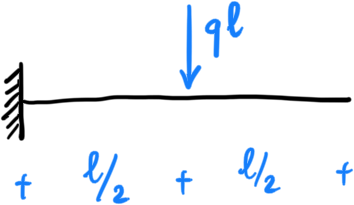 ql
+ l/2 + l/2 +